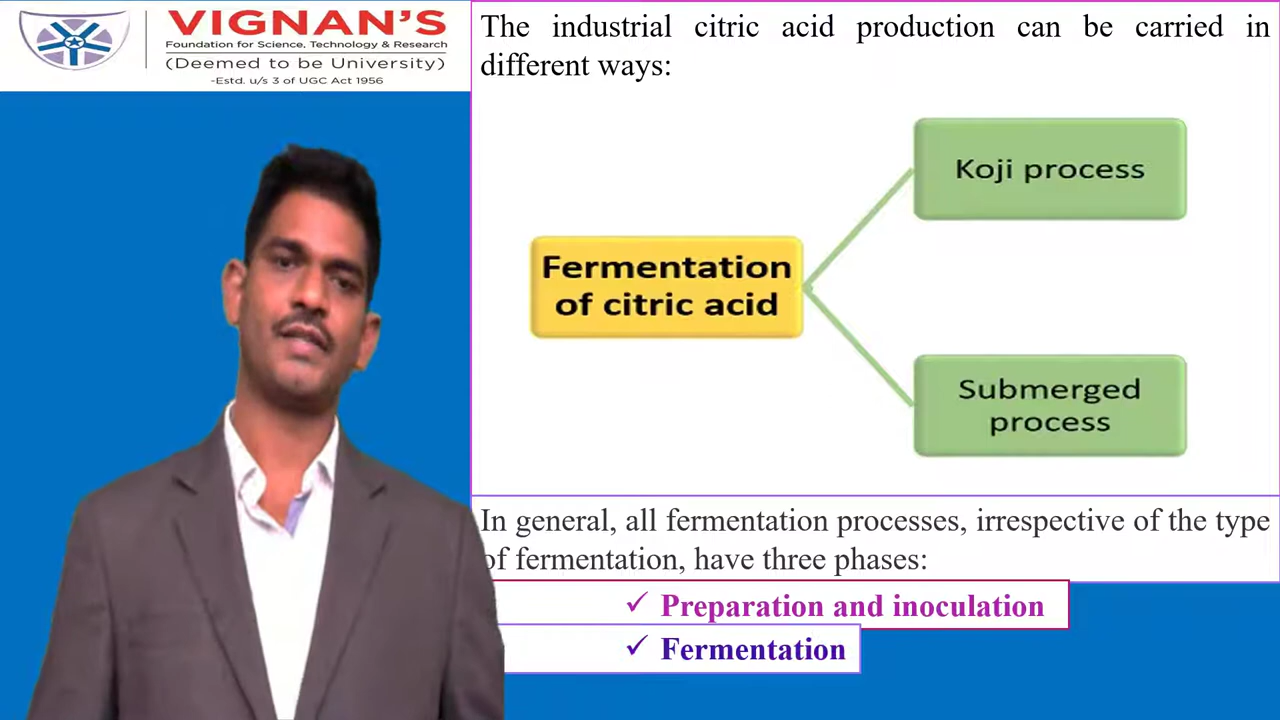 VIGNAN'S
Foundation for Science, Technology & Research
(Deemed to be University)
-Estd. u/s 3 of UGC Act 1956
The industrial citric acid production can be carried in
different ways:
Koji process
Fermentation
of citric acid
Submerged
process
In general, all fermentation processes, irrespective of the type
of fermentation, have three phases:
✓ Preparation and inoculation
✓ Fermentation